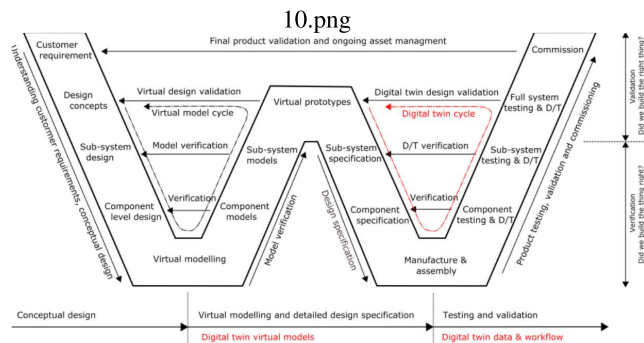 10.png
Customer
requirement
Final product validation and ongoing asset managment
Commission
Design
concepts
Virtual design validation
Virtual model cycle
Virtual prototypes
Digital twin design validation
Digital twin cycle
Full system
testing & D/T
Sub-system
design
Model verification
Sub-system
models
Sub-system
specification
D/T verification
Sub-system
testing & D/T
Component
level design
Verification
Component
models
Component
specification
Verification
Component
testing & D/T
Virtual modelling
Manufacture &
assembly
Understanding custtomer requirements, conceptual design
Model verification
Design specification
Product testing, validation and commissioning
Validation
Did we build the right thing?
Verification
Did we build the thing right?
Conceptual design
Virtual modelling and detailed design specification
Testing and validation
Digital twin virtual models
Digital twin data & workflow